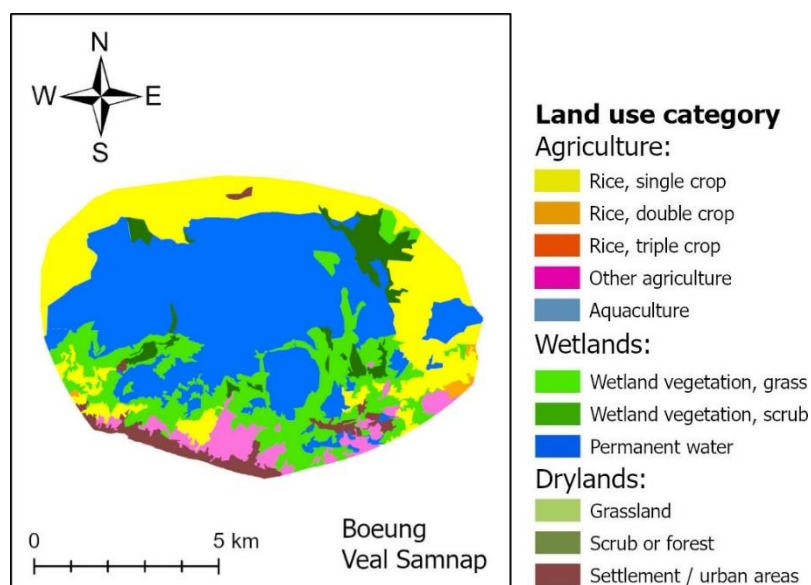 N
W E
S
0 5 km
Boeung
Veal Samnap
Land use category
Agriculture:
Rice, single crop
Rice, double crop
Rice, triple crop
Other agriculture
Aquaculture
Wetlands:
Wetland vegetation, grass
Wetland vegetation, scrub
Permanent water
Drylands:
Grassland
Scrub or forest
Settlement / urban areas